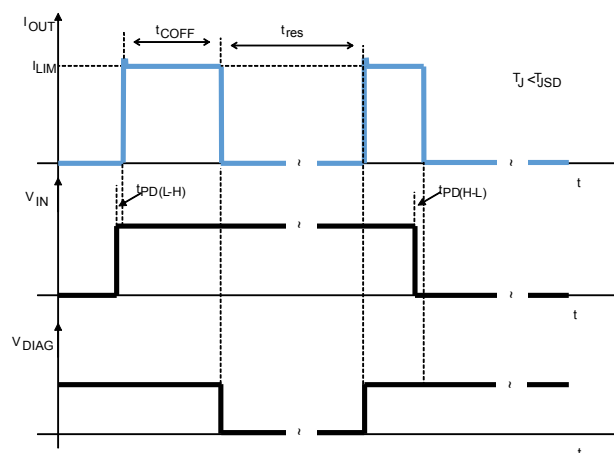 IOUT
tCOFF
tres
ILIM
TJ <TJSD
~
~
t
VIN
tPD(L-H)
tPD(H-L)
~
~
t
VDIAG
~
~
t